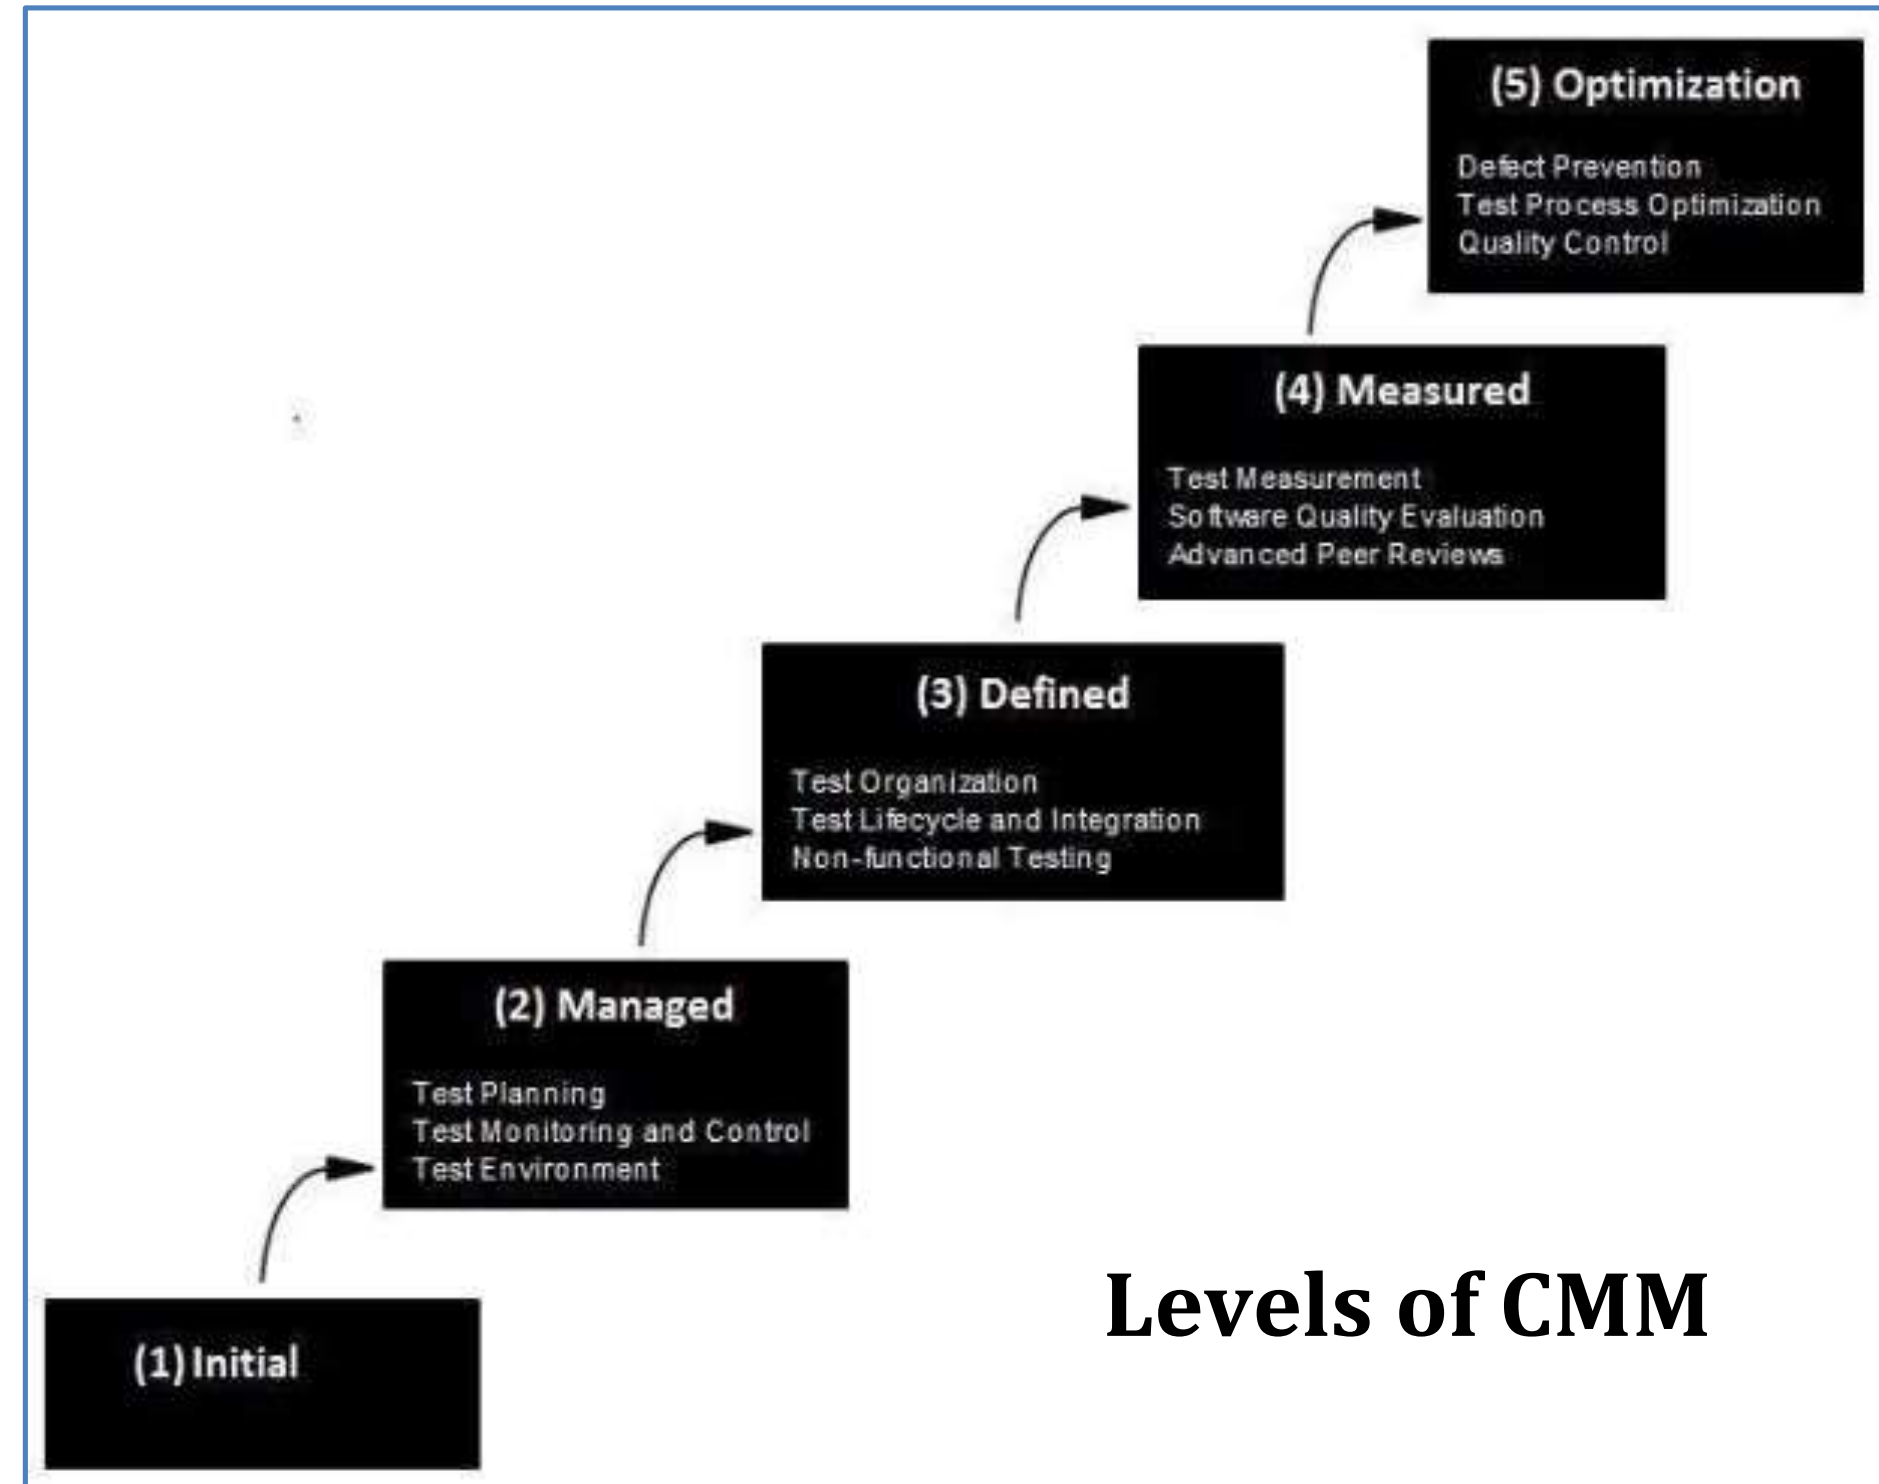 (5) Optimization
Defect Prevention
Test Process Optimization
Quality Control
(4) Measured
Test Measurement
Software Quality Evaluation
Advanced Peer Reviews
(3) Defined
Test Organization
Test Lifecycle and Integration
Non-functional Testing
(2) Managed
Test Planning
Test Monitoring and Control
Test Environment
(1) Initial
Levels of CMM